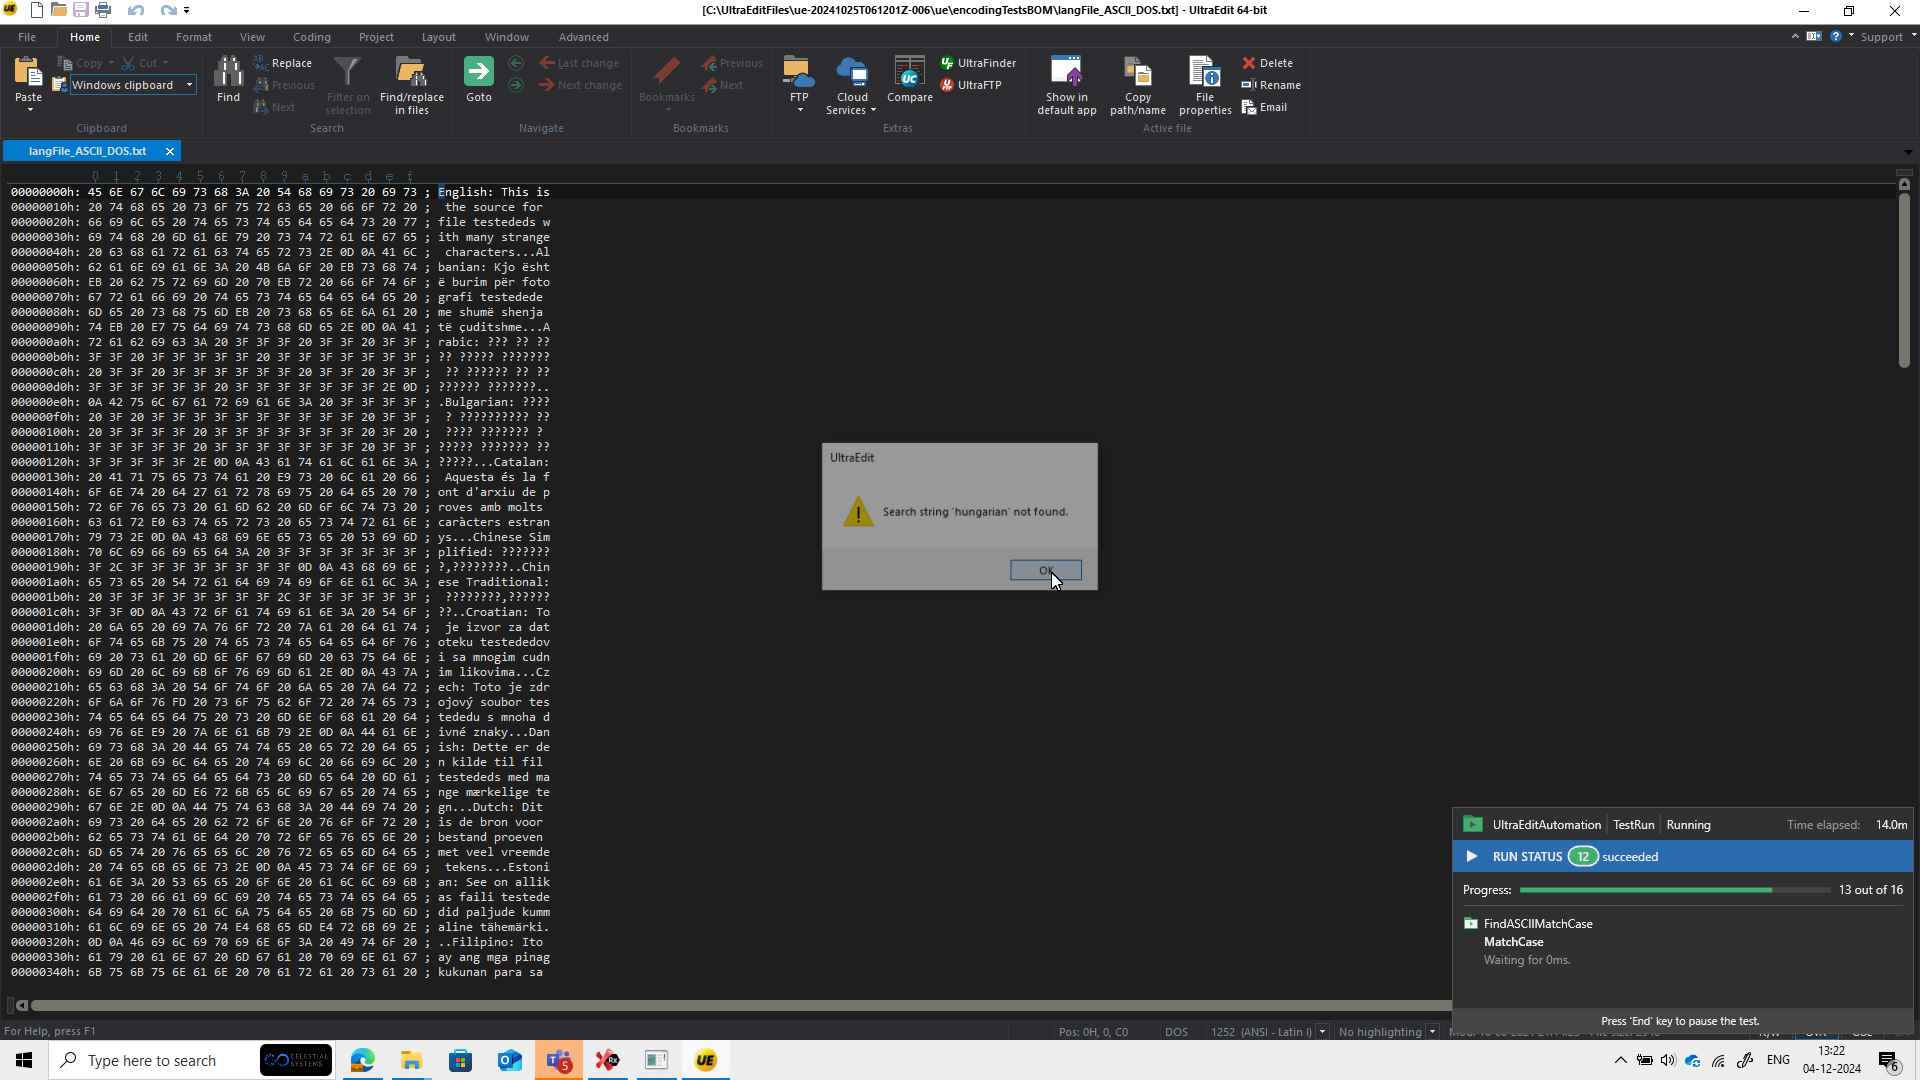 [C:\UltraEditFiles\ue-20241025T061201Z-006\ue\encodingTestsBOM\langFile_ASCII_DOS.txt] - UltraEdit 64-bit
File Home Edit Format View Coding Project Layout Window Advanced Support
Paste Copy Cut Windows clipboard Clipboard
Find Replace Previous Next Filter on selection Find/replace in files Search
Goto Last change Next change Navigate
Bookmarks Previous Next Bookmarks
FTP Cloud Services Compare UltraFinder UltraFTP Extras
Show in default app Copy path/name File properties Delete Rename Email Active file
langFile_ASCII_DOS.txt
0 1 2 3 4 5 6 7 8 9 a b c d e f
00000000h: 45 6E 67 6C 69 73 68 3A 20 54 68 69 73 20 69 73 ; English: This is
00000010h: 20 74 68 65 20 73 6F 75 72 63 65 20 66 6F 72 20 ;  the source for
00000020h: 66 69 6C 65 20 74 65 73 74 65 64 65 64 73 20 77 ; file testededs w
00000030h: 69 74 68 20 6D 61 6E 79 20 73 74 72 61 6E 67 65 ; ith many strange
00000040h: 20 63 68 61 72 61 63 74 65 72 73 2E 0D 0A 41 6C ;  characters...Al
00000050h: 62 61 6E 69 61 6E 3A 20 4B 6A 6F 20 EB 73 68 74 ; banian: Kjo ësht
00000060h: EB 20 62 75 72 69 6D 20 70 EB 72 20 66 6F 74 6F ; ë burim për foto
00000070h: 67 72 61 66 69 20 74 65 73 74 65 64 65 64 65 20 ; grafi testedede
00000080h: 6D 65 20 73 68 75 6D EB 20 73 68 65 6E 6A 61 20 ; me shumë shenja
00000090h: 74 EB 20 E7 75 64 69 74 73 68 6D 65 2E 0D 0A 41 ; të çuditshme...A
000000a0h: 72 61 62 69 63 3A 20 3F 3F 3F 20 3F 3F 20 3F 3F ; rabic: ??? ?? ??
000000b0h: 3F 3F 20 3F 3F 3F 3F 3F 20 3F 3F 3F 3F 3F 3F 3F ; ?? ????? ???????
000000c0h: 20 3F 3F 20 3F 3F 3F 3F 3F 3F 20 3F 3F 20 3F 3F ;  ?? ?????? ?? ??
000000d0h: 3F 3F 3F 3F 3F 3F 20 3F 3F 3F 3F 3F 3F 3F 2E 0D ; ?????? ???????..
000000e0h: 0A 42 75 6C 67 61 72 69 61 6E 3A 20 3F 3F 3F 3F ; .Bulgarian: ????
000000f0h: 20 3F 20 3F 3F 3F 3F 3F 3F 3F 3F 3F 3F 20 3F 3F ;  ? ?????????? ??
00000100h: 20 3F 3F 3F 3F 20 3F 3F 3F 3F 3F 3F 3F 20 3F 20 ;  ???? ??????? ?
00000110h: 3F 3F 3F 3F 3F 20 3F 3F 3F 3F 3F 3F 3F 20 3F 3F ; ????? ??????? ??
00000120h: 3F 3F 3F 3F 3F 2E 0D 0A 43 61 74 61 6C 61 6E 3A ; ?????...Catalan:
00000130h: 20 41 71 75 65 73 74 61 20 E9 73 20 6C 61 20 66 ;  Aquesta és la f
00000140h: 6F 6E 74 20 64 27 61 72 78 69 75 20 64 65 20 70 ; ont d'arxiu de p
00000150h: 72 6F 76 65 73 20 61 6D 62 20 6D 6F 6C 74 73 20 ; roves amb molts
00000160h: 63 61 72 E0 63 74 65 72 73 20 65 73 74 72 61 6E ; caràcters estran
00000170h: 79 73 2E 0D 0A 43 68 69 6E 65 73 65 20 53 69 6D ; ys...Chinese Sim
00000180h: 70 6C 69 66 69 65 64 3A 20 3F 3F 3F 3F 3F 3F 3F ; plified: ???????
00000190h: 3F 2C 3F 3F 3F 3F 3F 3F 3F 3F 0D 0A 43 68 69 6E ; ?,????????..Chin
000001a0h: 65 73 65 20 54 72 61 64 69 74 69 6F 6E 61 6C 3A ; ese Traditional:
000001b0h: 20 3F 3F 3F 3F 3F 3F 3F 3F 2C 3F 3F 3F 3F 3F 3F ;  ????????,??????
000001c0h: 3F 3F 0D 0A 43 72 6F 61 74 69 61 6E 3A 20 54 6F ; ??..Croatian: To
000001d0h: 20 6A 65 20 69 7A 76 6F 72 20 7A 61 20 64 61 74 ;  je izvor za dat
000001e0h: 6F 74 65 6B 75 20 74 65 73 74 65 64 65 64 6F 76 ; oteku testededov
000001f0h: 69 20 73 61 20 6D 6E 6F 67 69 6D 20 63 75 64 6E ; i sa mnogim cudn
00000200h: 69 6D 20 6C 69 6B 6F 76 69 6D 61 2E 0D 0A 43 7A ; im likovima...Cz
00000210h: 65 63 68 3A 20 54 6F 74 6F 20 6A 65 20 7A 64 72 ; ech: Toto je zdr
00000220h: 6F 6A 6F 76 FD 20 73 6F 75 62 6F 72 20 74 65 73 ; ojový soubor tes
00000230h: 74 65 64 65 64 75 20 73 20 6D 6E 6F 68 61 20 64 ; tededu s mnoha d
00000240h: 69 76 6E E9 20 7A 6E 61 6B 79 2E 0D 0A 44 61 6E ; ivné znaky...Dan
00000250h: 69 73 68 3A 20 44 65 74 74 65 20 65 72 20 64 65 ; ish: Dette er de
00000260h: 6E 20 6B 69 6C 64 65 20 74 69 6C 20 66 69 6C 20 ; n kilde til fil
00000270h: 74 65 73 74 65 64 65 64 73 20 6D 65 64 20 6D 61 ; testededs med ma
00000280h: 6E 67 65 20 6D E6 72 6B 65 6C 69 67 65 20 74 65 ; nge mærkelige te
00000290h: 67 6E 2E 0D 0A 44 75 74 63 68 3A 20 44 69 74 20 ; gn...Dutch: Dit
000002a0h: 69 73 20 64 65 20 62 72 6F 6E 20 76 6F 6F 72 20 ; is de bron voor
000002b0h: 62 65 73 74 61 6E 64 20 70 72 6F 65 76 65 6E 20 ; bestand proeven
000002c0h: 6D 65 74 20 76 65 65 6C 20 76 72 65 65 6D 64 65 ; met veel vreemde
000002d0h: 20 74 65 6B 65 6E 73 2E 0D 0A 45 73 74 6F 6E 69 ;  tekens...Estoni
000002e0h: 61 6E 3A 20 53 65 65 20 6F 6E 20 61 6C 6C 69 6B ; an: See on allik
000002f0h: 61 73 20 66 61 69 6C 69 20 74 65 73 74 65 64 65 ; as faili testede
00000300h: 64 69 64 20 70 61 6C 6A 75 64 65 20 6B 75 6D 6D ; did paljude kumm
00000310h: 61 6C 69 6E 65 20 74 E4 68 65 6D E4 72 6B 69 2E ; aline tähemärki.
00000320h: 0D 0A 46 69 6C 69 70 69 6E 6F 3A 20 49 74 6F 20 ; ..Filipino: Ito
00000330h: 61 79 20 61 6E 67 20 6D 67 61 20 70 69 6E 61 67 ; ay ang mga pinag
00000340h: 6B 75 6B 75 6E 61 6E 20 70 61 72 61 20 73 61 20 ; kukunan para sa
UltraEdit
Search string 'hungarian' not found.
OK
UltraEditAutomation TestRun Running Time elapsed: 14.0m
RUN STATUS 12 succeeded
Progress: 13 out of 16
FindASCIIMatchCase
MatchCase
Waiting for 0ms.
Press 'End' key to pause the test.
For Help, press F1 Pos: 0H, 0, C0 DOS 1252 (ANSI - Latin I) No highlighting
Type here to search CELESTIAL SYSTEMS 5 UE ENG 13:22
04-12-2024 6